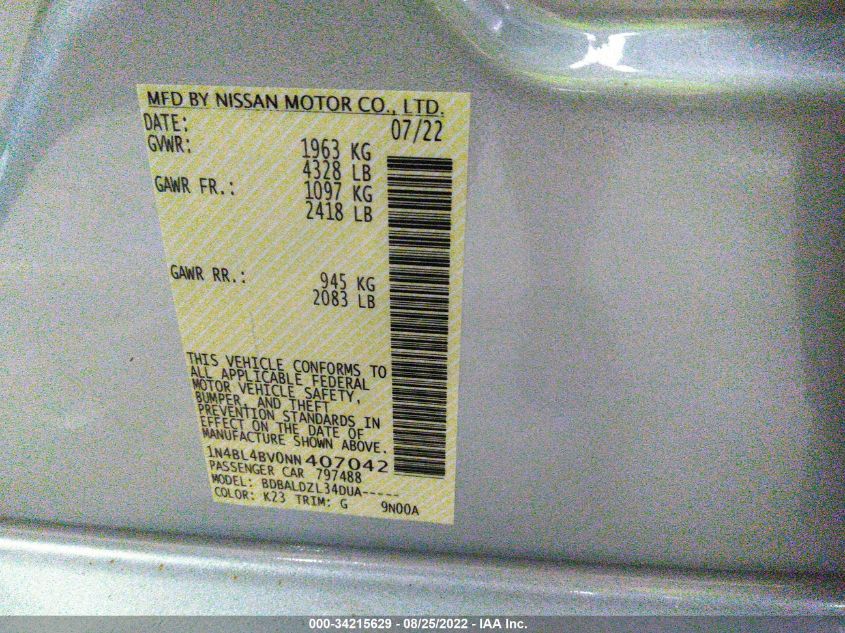 MFD BY NISSAN MOTOR CO., LTD.
DATE: 07/22
GVWR: 1963 KG
4328 LB
GAWR FR.: 1097 KG
2418 LB
GAWR RR.: 945 KG
2083 LB
THIS VEHICLE CONFORMS TO
ALL APPLICABLE FEDERAL
MOTOR VEHICLE SAFETY,
BUMPER, AND THEFT
PREVENTION STANDARDS IN
EFFECT ON THE DATE OF
MANUFACTURE SHOWN ABOVE.
1N4BL4BV0NN407042
PASSENGER CAR 797488
MODEL: BDBALDZL34DUA-----
COLOR: K23 TRIM: G 9N00A
000-34215629 - 08/25/2022 - IAA Inc.